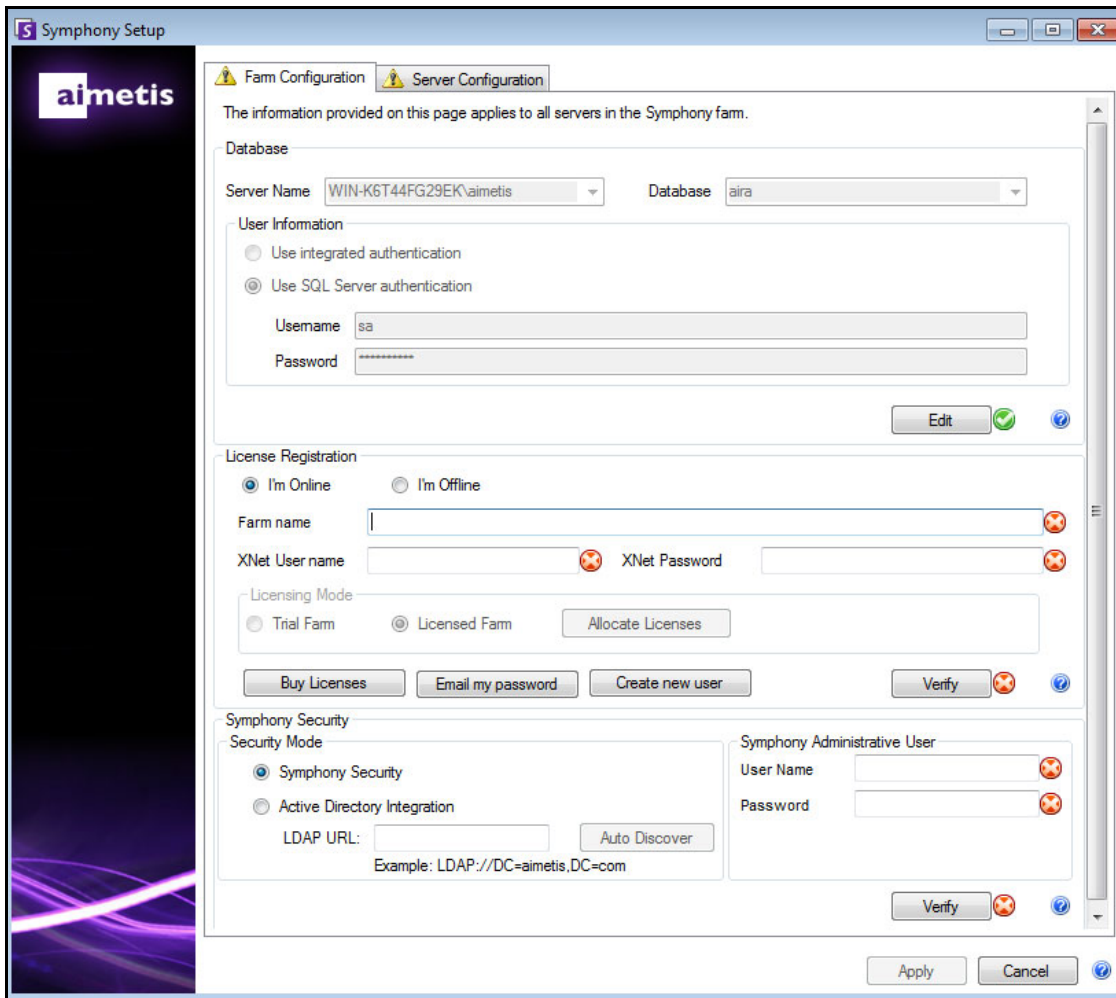 Symphony Setup
aimetis
Farm Configuration
Server Configuration
The information provided on this page applies to all servers in the Symphony farm.
Database
Server Name WIN-K6T44FG29EK\aimetis Database aira
User Information
Use integrated authentication
Use SQL Server authentication
Username sa
Password **********
Edit
License Registration
I'm Online I'm Offline
Farm name
XNet User name XNet Password
Licensing Mode
Trial Farm Licensed Farm Allocate Licenses
Buy Licenses Email my password Create new user Verify
Symphony Security
Security Mode
Symphony Security
Active Directory Integration
LDAP URL: Auto Discover
Example: LDAP://DC=aimetis,DC=com
Symphony Administrative User
User Name
Password
Verify
Apply Cancel